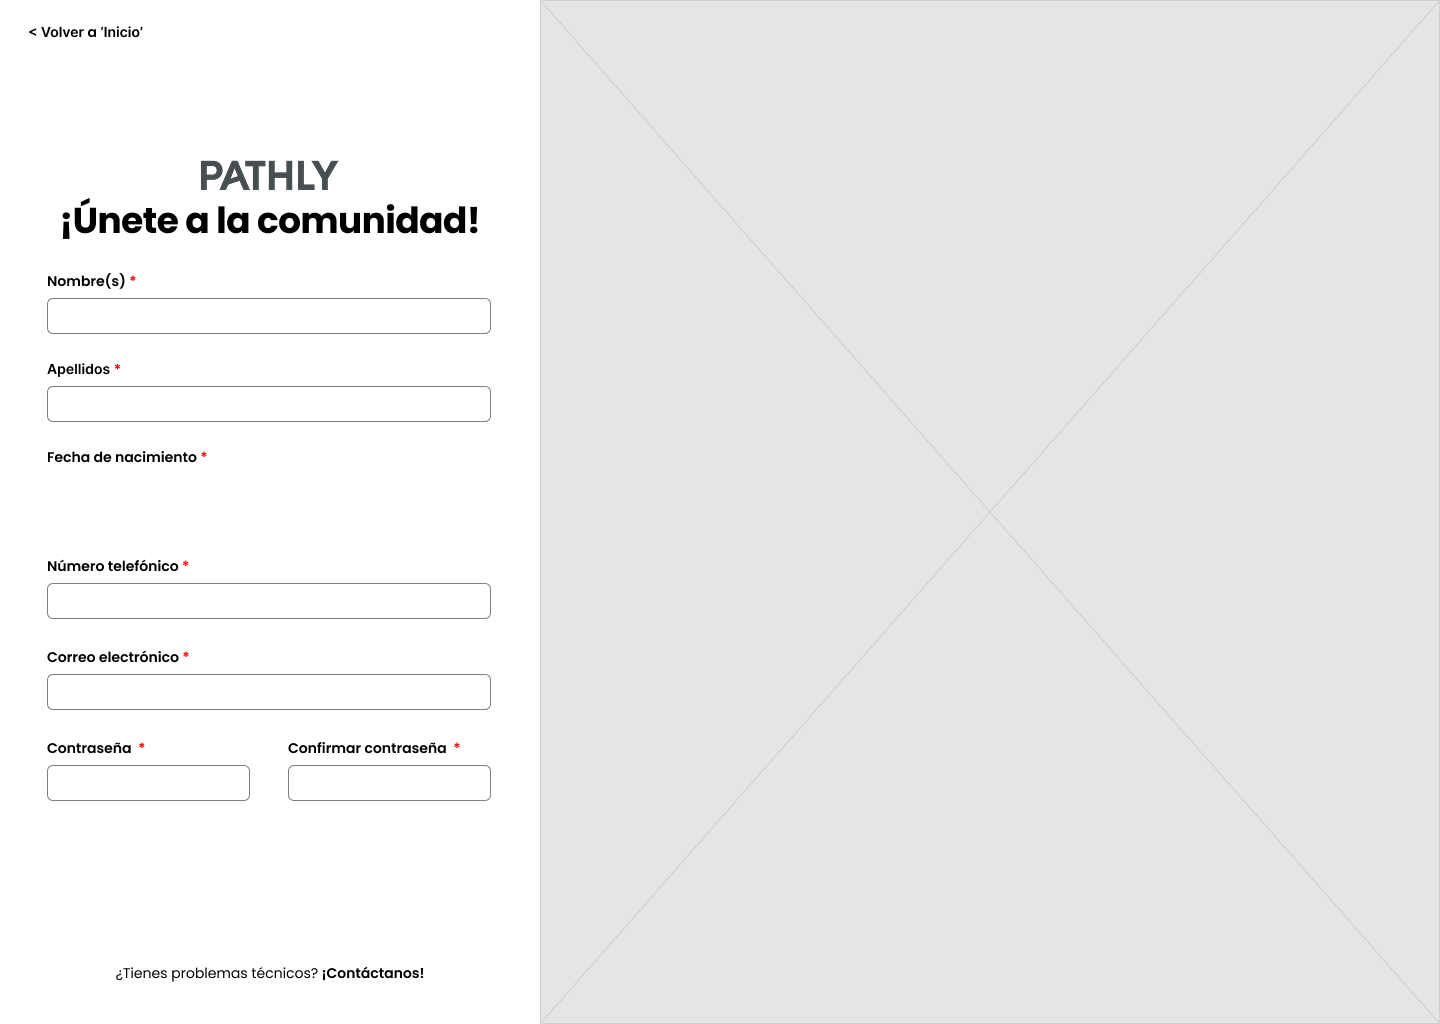 < Volver a ‘Inicio’
PATHLY
¡Únete a la comunidad!
Nombre(s) *
Apellidos *
Fecha de nacimiento *
Número telefónico *
Correo electrónico *
Contraseña *
Confirmar contraseña *
¿Tienes problemas técnicos? ¡Contáctanos!